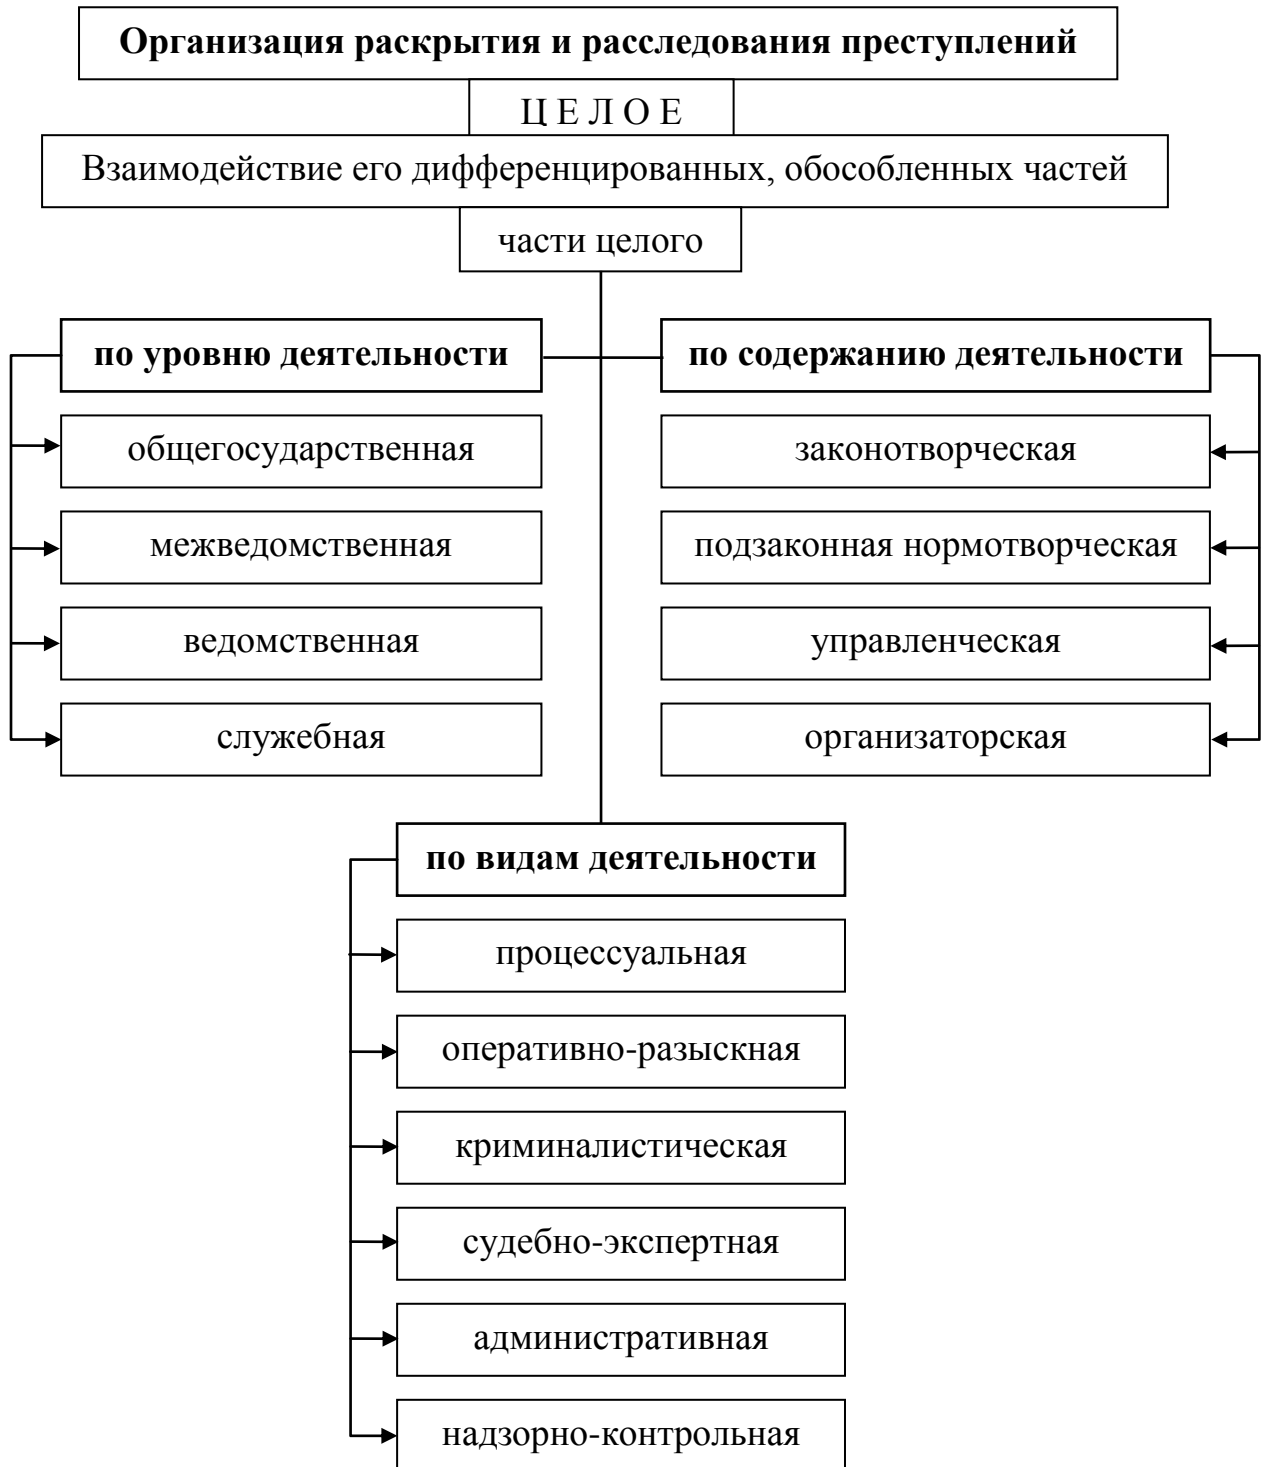 Организация раскрытия и расследования преступлений
Ц Е Л О Е
Взаимодействие его дифференцированных, обособленных частей
части целого
по уровню деятельности
общегосударственная
межведомственная
ведомственная
служебная
по содержанию деятельности
законотворческая
подзаконная нормотворческая
управленческая
организаторская
по видам деятельности
процессуальная
оперативно-разыскная
криминалистическая
судебно-экспертная
административная
надзорно-контрольная